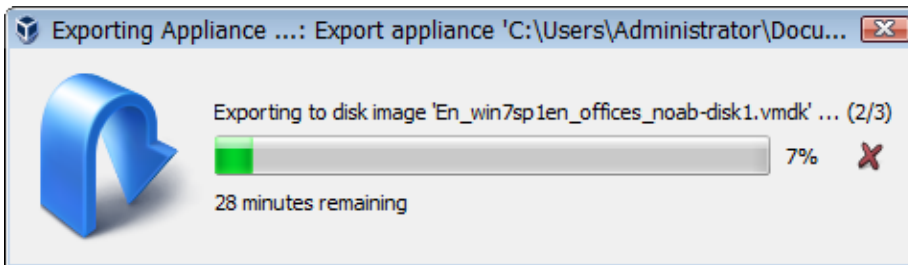 Exporting Appliance ...: Export appliance 'C:\Users\Administrator\Docu...
Exporting to disk image 'En_win7sp1en_offices_noab-disk1.vmdk' ... (2/3)
7%
28 minutes remaining